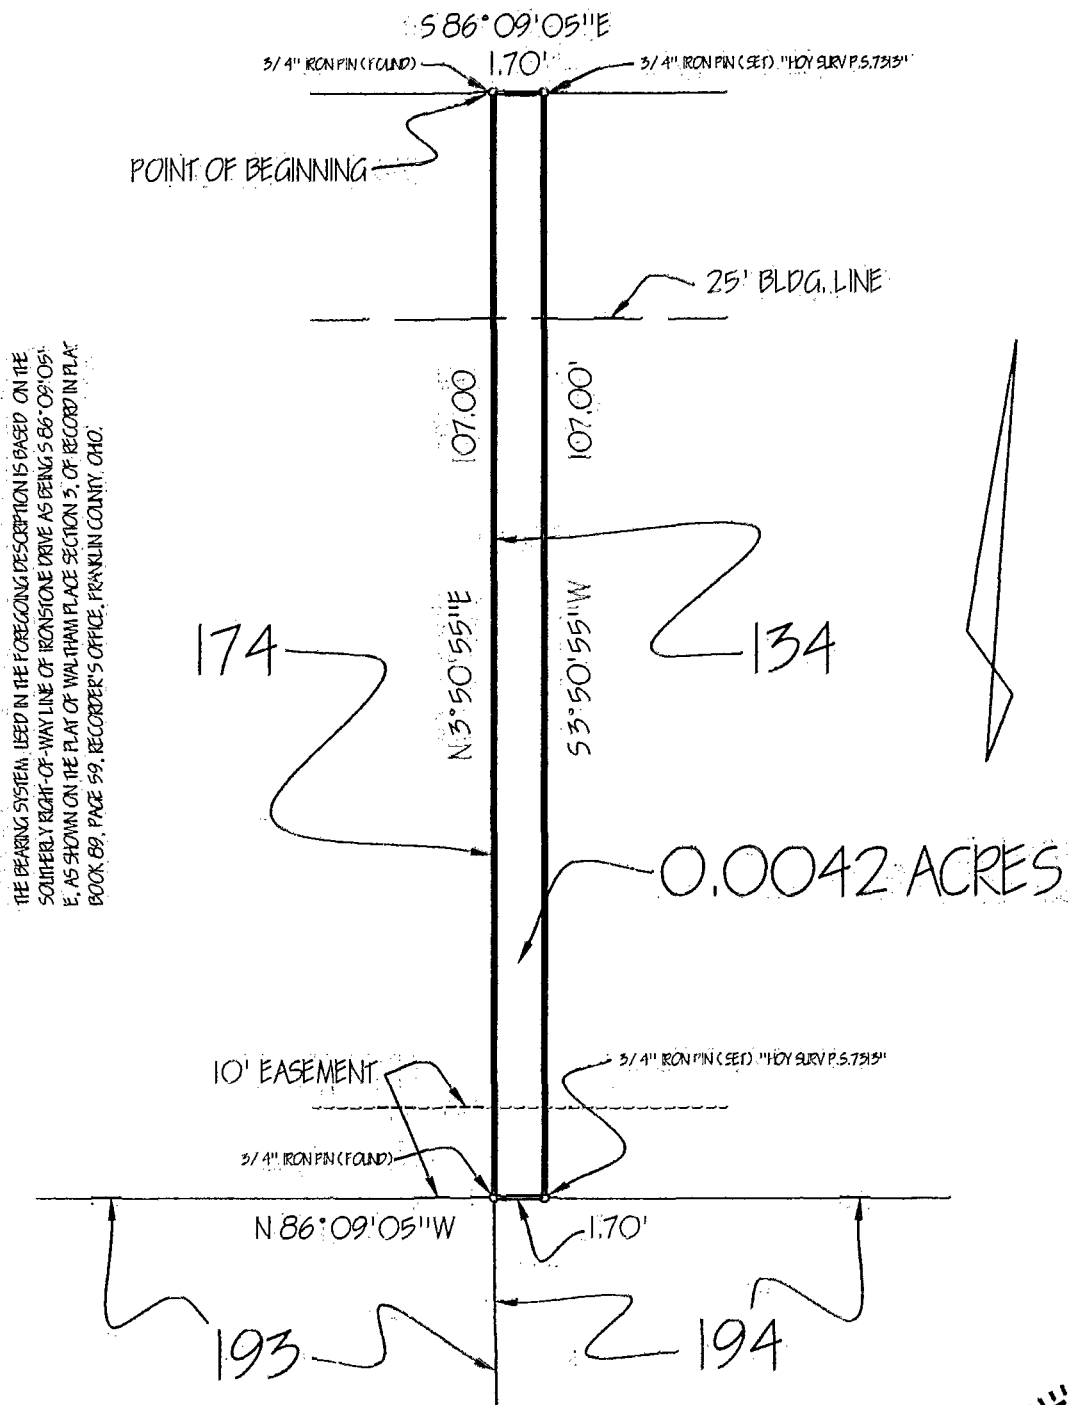 S 86° 09' 05" E
1.70'
3/4" IRON PIN (FOUND)
3/4" IRON PIN (SET) "HOY SURV P.S. 7313"
POINT OF BEGINNING
25' BLDG. LINE
THE BEARING SYSTEM USED IN THE FOREGOING DESCRIPTION IS BASED ON THE
SOUTHERLY RIGHT-OF-WAY LINE OF IRONSTONE DRIVE AS BEING S 86° 09' 05"
E, AS SHOWN ON THE PLAT OF WALTHAM PLACE SECTION 3, OF RECORD IN PLAT
BOOK 89, PAGE 59, RECORDER'S OFFICE, FRANKLIN COUNTY, OHIO.
107.00
107.00'
N 3° 50' 55" E
S 3° 50' 55" W
174
134
0.0042 ACRES
10' EASEMENT
3/4" IRON PIN (SET) "HOY SURV P.S. 7313"
3/4" IRON PIN (FOUND)
N 86° 09' 05" W
1.70'
193
194